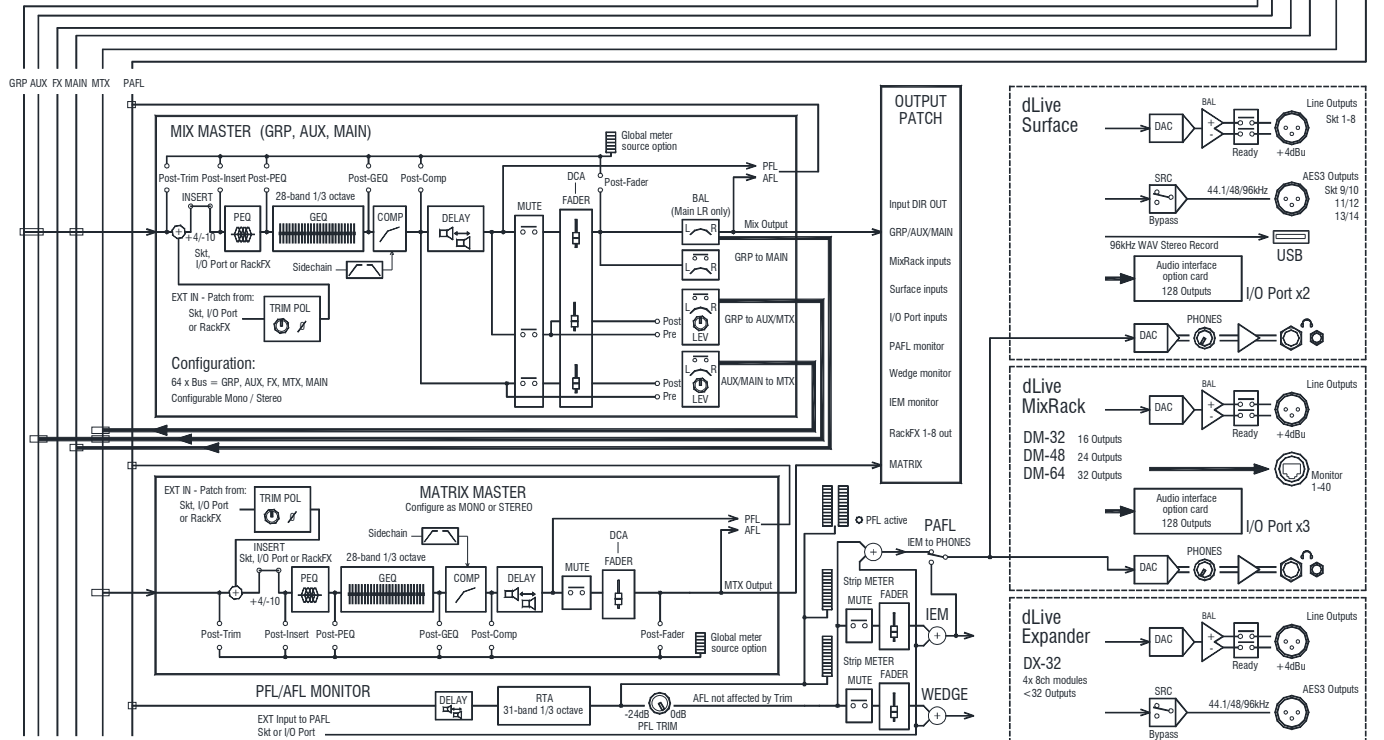 GRP AUX FX MAIN MTX PAFL
MIX MASTER (GRP, AUX, MAIN)
Global meter
source option
Post-Trim Post-Insert Post-PEQ Post-GEQ Post-Comp
Post-Fader
INSERT
28-band 1/3 octave
PEQ
GEQ
COMP
DELAY
MUTE
DCA
FADER
BAL
(Main LR only)
PFL
AFL
L R
Mix Output
+4/-10
Skt,
I/O Port or RackFX
Sidechain
L R
GRP to MAIN
EXT IN - Patch from:
Skt, I/O Port
or RackFX
TRIM POL
L R
LEV
GRP to AUX/MTX
Post
Pre
L R
LEV
AUX/MAIN to MTX
Post
Pre
Configuration:
64 x Bus = GRP, AUX, FX, MTX, MAIN
Configurable Mono / Stereo
OUTPUT
PATCH
Input DIR OUT
GRP/AUX/MAIN
MixRack inputs
Surface inputs
I/O Port inputs
PAFL monitor
Wedge monitor
IEM monitor
RackFX 1-8 out
MATRIX
EXT IN - Patch from:
Skt, I/O Port
or RackFX
TRIM POL
MATRIX MASTER
Configure as MONO or STEREO
Sidechain
INSERT
Skt, I/O Port or RackFX
28-band 1/3 octave
+4/-10
PEQ
GEQ
COMP
DELAY
MUTE
DCA
FADER
PFL
AFL
MTX Output
Post-Trim Post-Insert Post-PEQ Post-GEQ Post-Comp
Post-Fader
Global meter
source option
PFL/AFL MONITOR
DELAY
RTA
31-band 1/3 octave
-24dB 0dB
PFL TRIM
AFL not affected by Trim
EXT Input to PAFL
Skt or I/O Port
PFL active
PAFL
IEM to PHONES
Strip METER
MUTE
FADER
IEM
Strip METER
MUTE
FADER
WEDGE
dLive
Surface
DAC
BAL
+
-
Ready
+4dBu
Line Outputs
Skt 1-8
SRC
Bypass
44.1/48/96kHz
AES3 Outputs
Skt 9/10
11/12
13/14
96kHz WAV Stereo Record
USB
Audio interface
option card
128 Outputs
I/O Port x2
DAC
PHONES
dLive
MixRack
DAC
BAL
+
-
Ready
+4dBu
Line Outputs
DM-32 16 Outputs
DM-48 24 Outputs
DM-64 32 Outputs
Monitor
1-40
Audio interface
option card
128 Outputs
I/O Port x3
DAC
PHONES
dLive
Expander
DAC
BAL
+
-
Ready
+4dBu
Line Outputs
DX-32
4x 8ch modules
<32 Outputs
SRC
Bypass
44.1/48/96kHz
AES3 Outputs